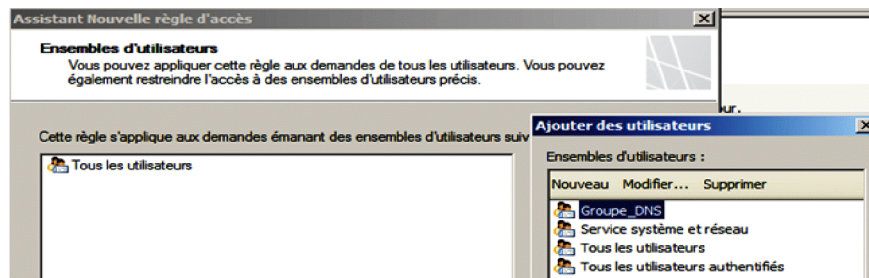 Assistant Nouvelle règle d'accès
Ensembles d'utilisateurs
Vous pouvez appliquer cette règle aux demandes de tous les utilisateurs. Vous pouvez
également restreindre l'accès à des ensembles d'utilisateurs précis.
Cette règle s'applique aux demandes émanant des ensembles d'utilisateurs suiv
Tous les utilisateurs
Ajouter des utilisateurs
Ensembles d'utilisateurs :
Nouveau Modifier... Supprimer
Groupe_DNS
Service système et réseau
Tous les utilisateurs
Tous les utilisateurs authentifiés